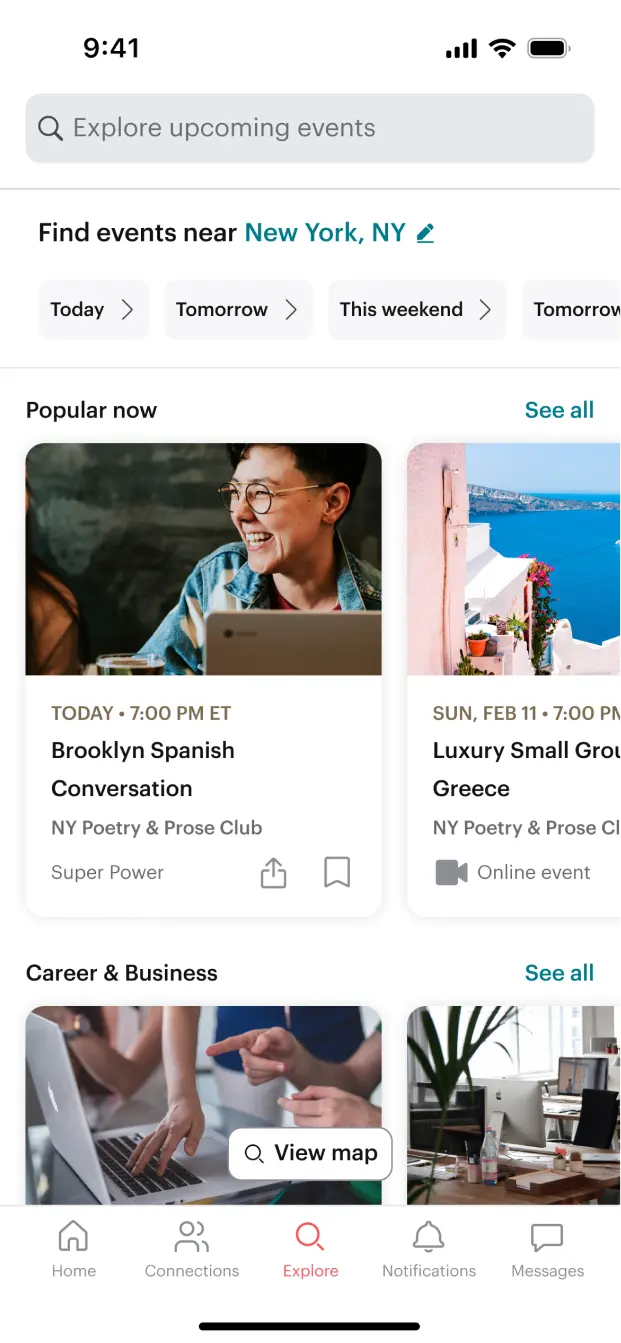 9:41
Explore upcoming events
Find events near New York, NY
Today
Tomorrow
This weekend
Tomorrow
Popular now
See all
TODAY • 7:00 PM ET
Brooklyn Spanish
Conversation
NY Poetry & Prose Club
Super Power
SUN, FEB 11 • 7:00 PM
Luxury Small Grou
Greece
NY Poetry & Prose Cl
Online event
Career & Business
See all
View map
Home
Connections
Explore
Notifications
Messages